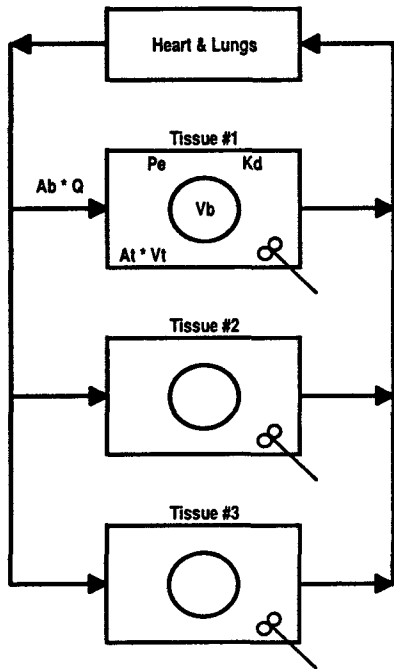 Heart & Lungs
Tissue #1
Pe Kd
Ab * Q
Vb
At * Vt
Tissue #2
Tissue #3